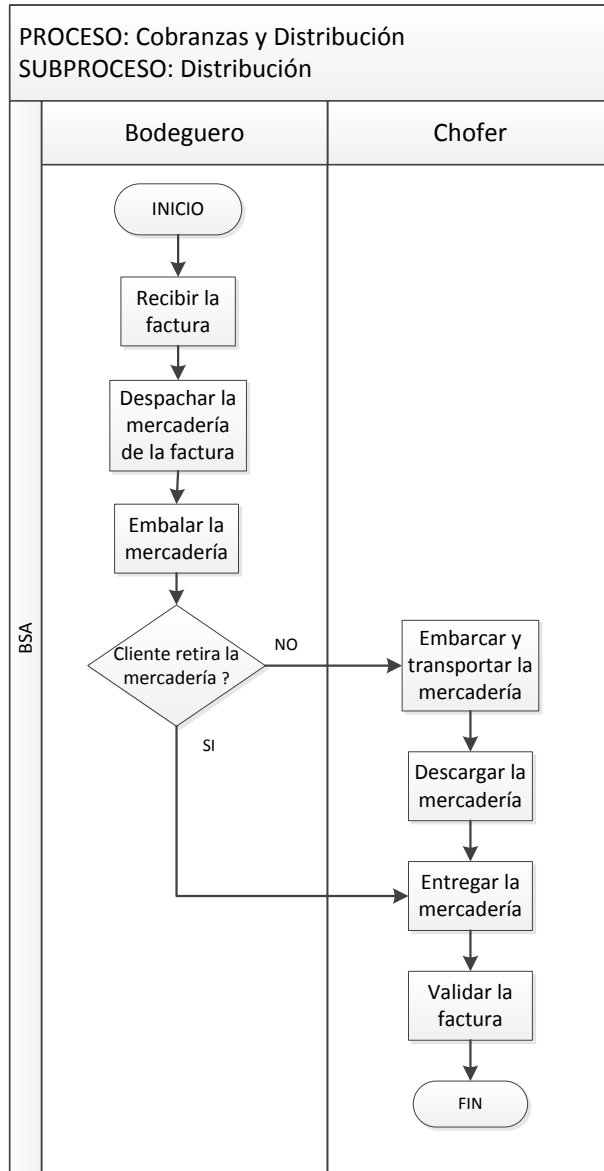 PROCESO: Cobranzas y Distribución
SUBPROCESO: Distribución
Bodeguero
Chofer
BSA
INICIO
Recibir la
factura
Despachar la
mercadería
de la factura
Embalar la
mercadería
Cliente retira la
mercadería ?
NO
SI
Embarcar y
transportar la
mercadería
Descargar la
mercadería
Entregar la
mercadería
Validar la
factura
FIN